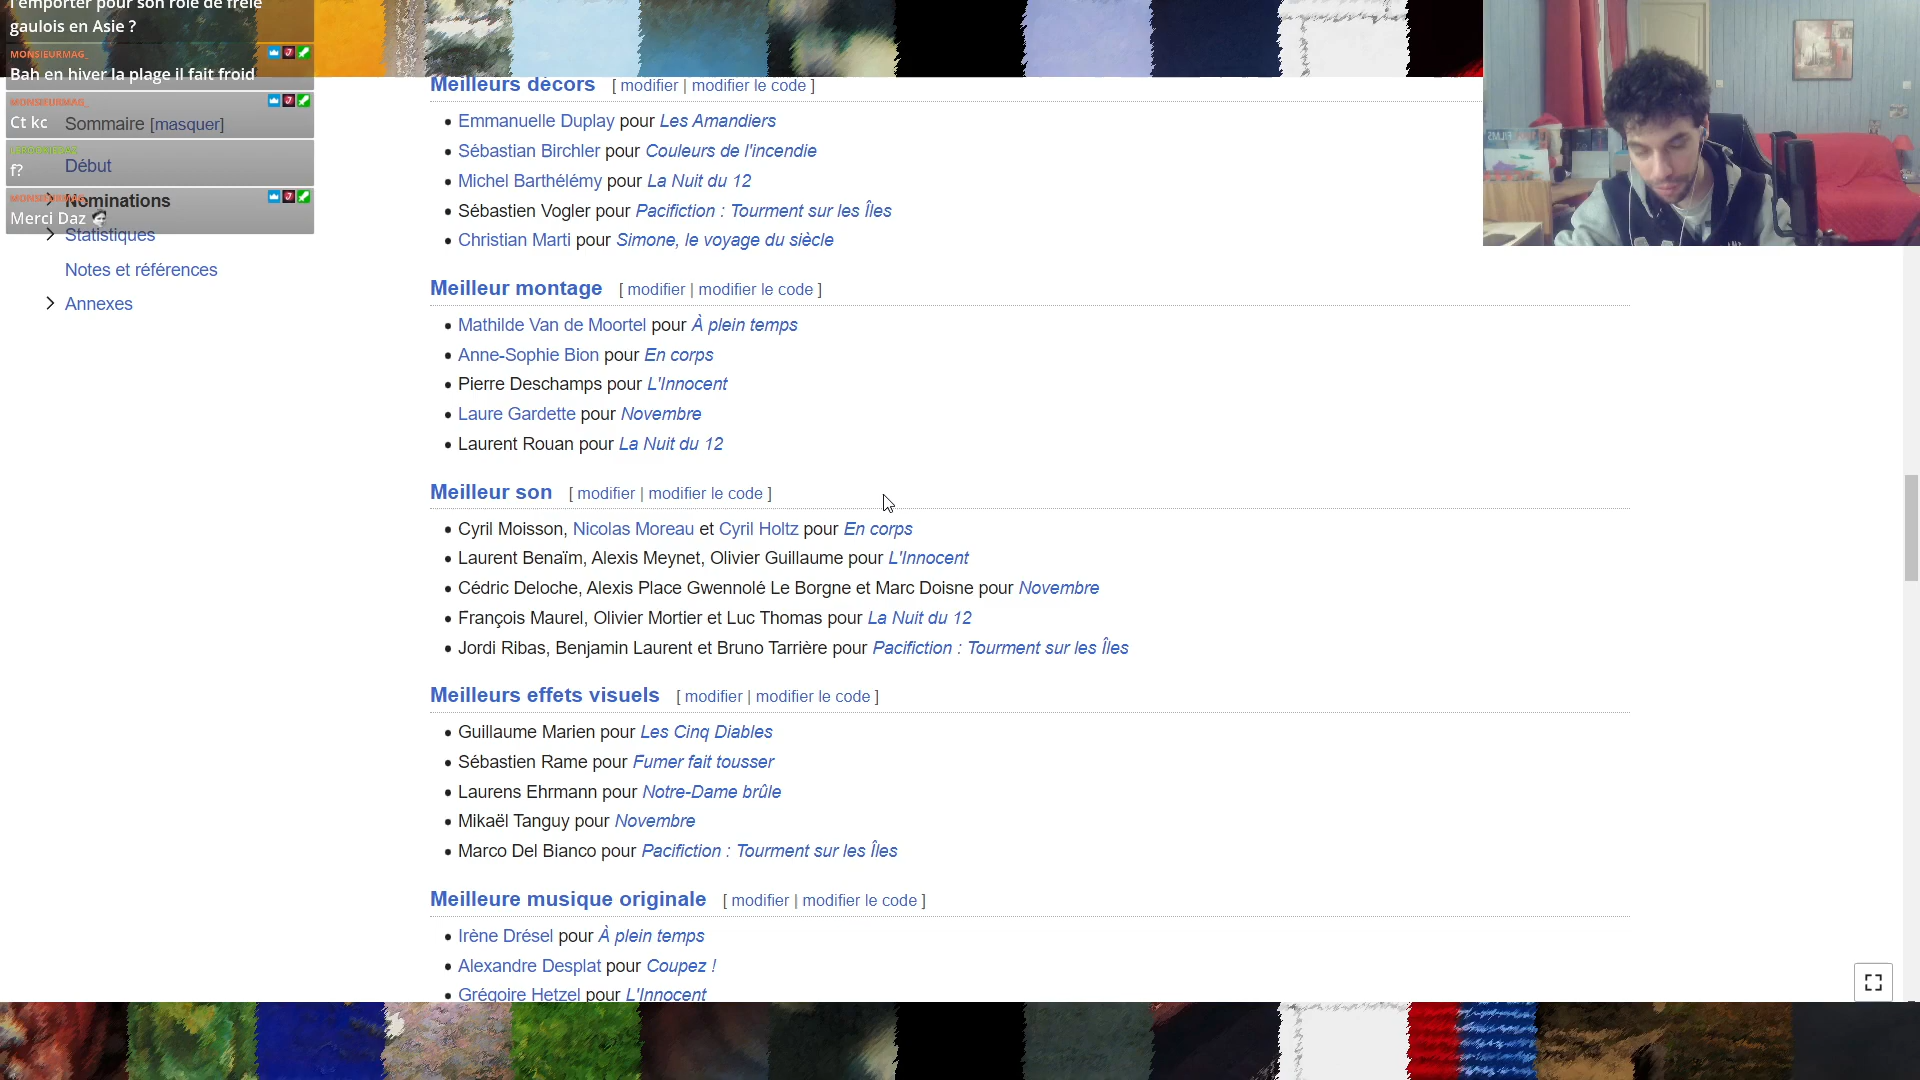 l'emporter pour son rôle de frêle
gaulois en Asie ?
MONSIEURMAG_
Bah en hiver la plage il fait froid
MONSIEURMAG_
Ct kc
f?
MONSIEURMAG_
Merci Daz
Sommaire [masquer]
Début
Nominations
Statistiques
Notes et références
Annexes
Meilleurs décors [ modifier | modifier le code ]
• Emmanuelle Duplay pour Les Amandiers
• Sébastian Birchler pour Couleurs de l'incendie
• Michel Barthélémy pour La Nuit du 12
• Sébastien Vogler pour Pacifiction : Tourment sur les Îles
• Christian Marti pour Simone, le voyage du siècle
Meilleur montage [ modifier | modifier le code ]
• Mathilde Van de Moortel pour À plein temps
• Anne-Sophie Bion pour En corps
• Pierre Deschamps pour L'Innocent
• Laure Gardette pour Novembre
• Laurent Rouan pour La Nuit du 12
Meilleur son [ modifier | modifier le code ]
• Cyril Moisson, Nicolas Moreau et Cyril Holtz pour En corps
• Laurent Benaïm, Alexis Meynet, Olivier Guillaume pour L'Innocent
• Cédric Deloche, Alexis Place Gwennolé Le Borgne et Marc Doisne pour Novembre
• François Maurel, Olivier Mortier et Luc Thomas pour La Nuit du 12
• Jordi Ribas, Benjamin Laurent et Bruno Tarrière pour Pacifiction : Tourment sur les Îles
Meilleurs effets visuels [ modifier | modifier le code ]
• Guillaume Marien pour Les Cinq Diables
• Sébastien Rame pour Fumer fait tousser
• Laurens Ehrmann pour Notre-Dame brûle
• Mikaël Tanguy pour Novembre
• Marco Del Bianco pour Pacifiction : Tourment sur les Îles
Meilleure musique originale [ modifier | modifier le code ]
• Irène Drésel pour À plein temps
• Alexandre Desplat pour Coupez !
• Grégoire Hetzel pour L'Innocent